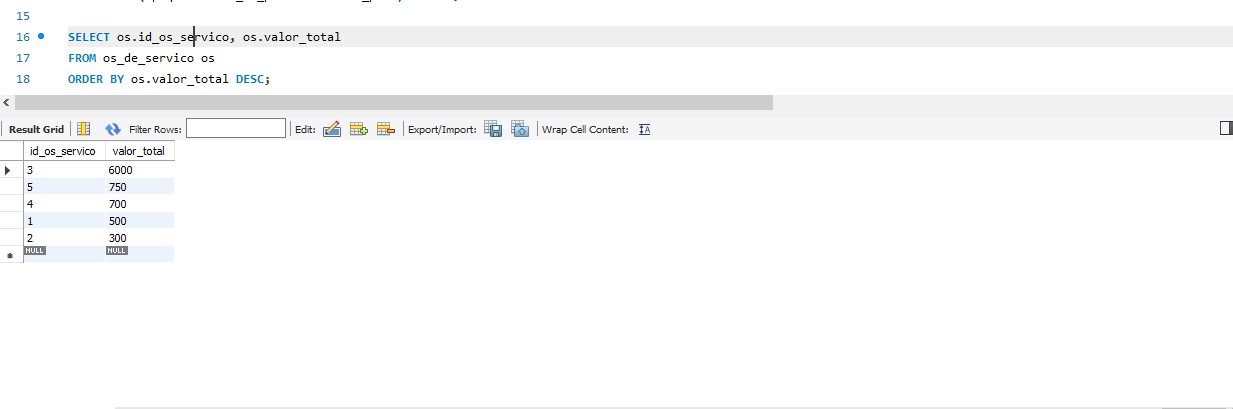 15
16 SELECT os.id_os_servico, os.valor_total
17 FROM os_de_servico os
18 ORDER BY os.valor_total DESC;
Result Grid Filter Rows: Edit: Export/Import: Wrap Cell Content: IA
id_os_servico valor_total
3 6000
5 750
4 700
1 500
2 300
NULL NULL